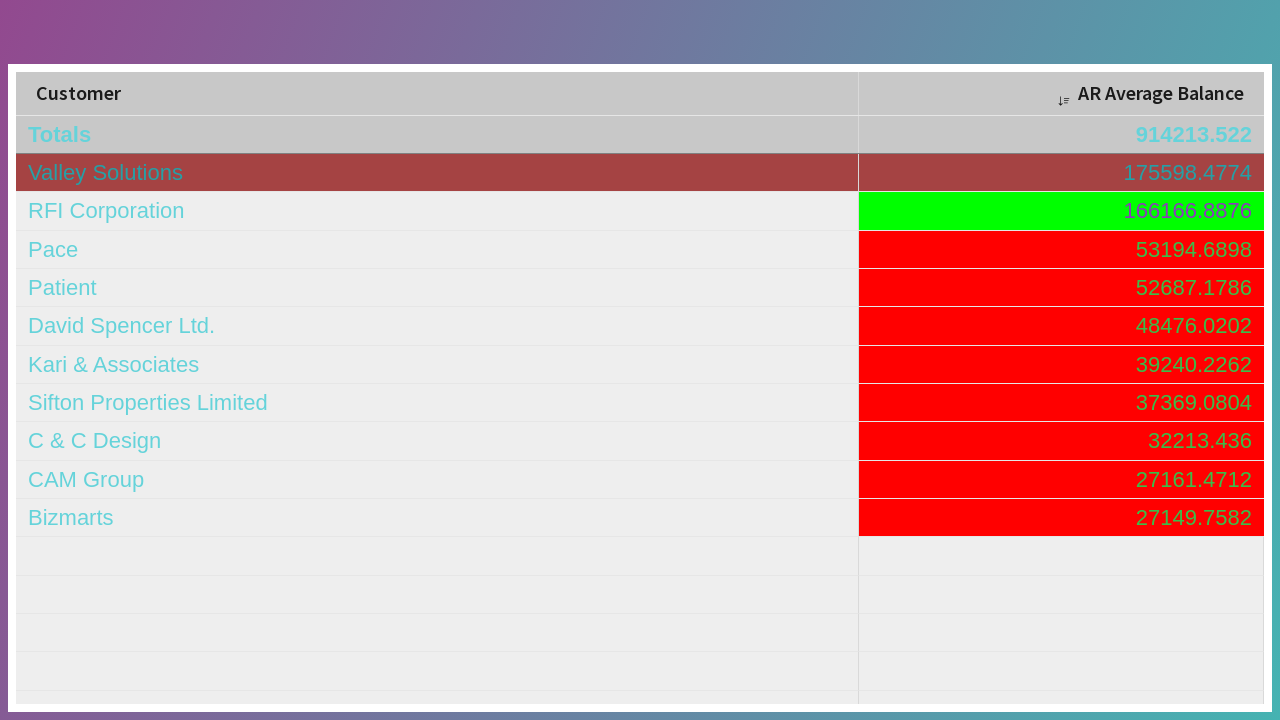 Customer AR Average Balance
Totals 914213.522
Valley Solutions 175598.4774
RFI Corporation 166166.8876
Pace 53194.6898
Patient 52687.1786
David Spencer Ltd. 48476.0202
Kari & Associates 39240.2262
Sifton Properties Limited 37369.0804
C & C Design 32213.436
CAM Group 27161.4712
Bizmarts 27149.7582